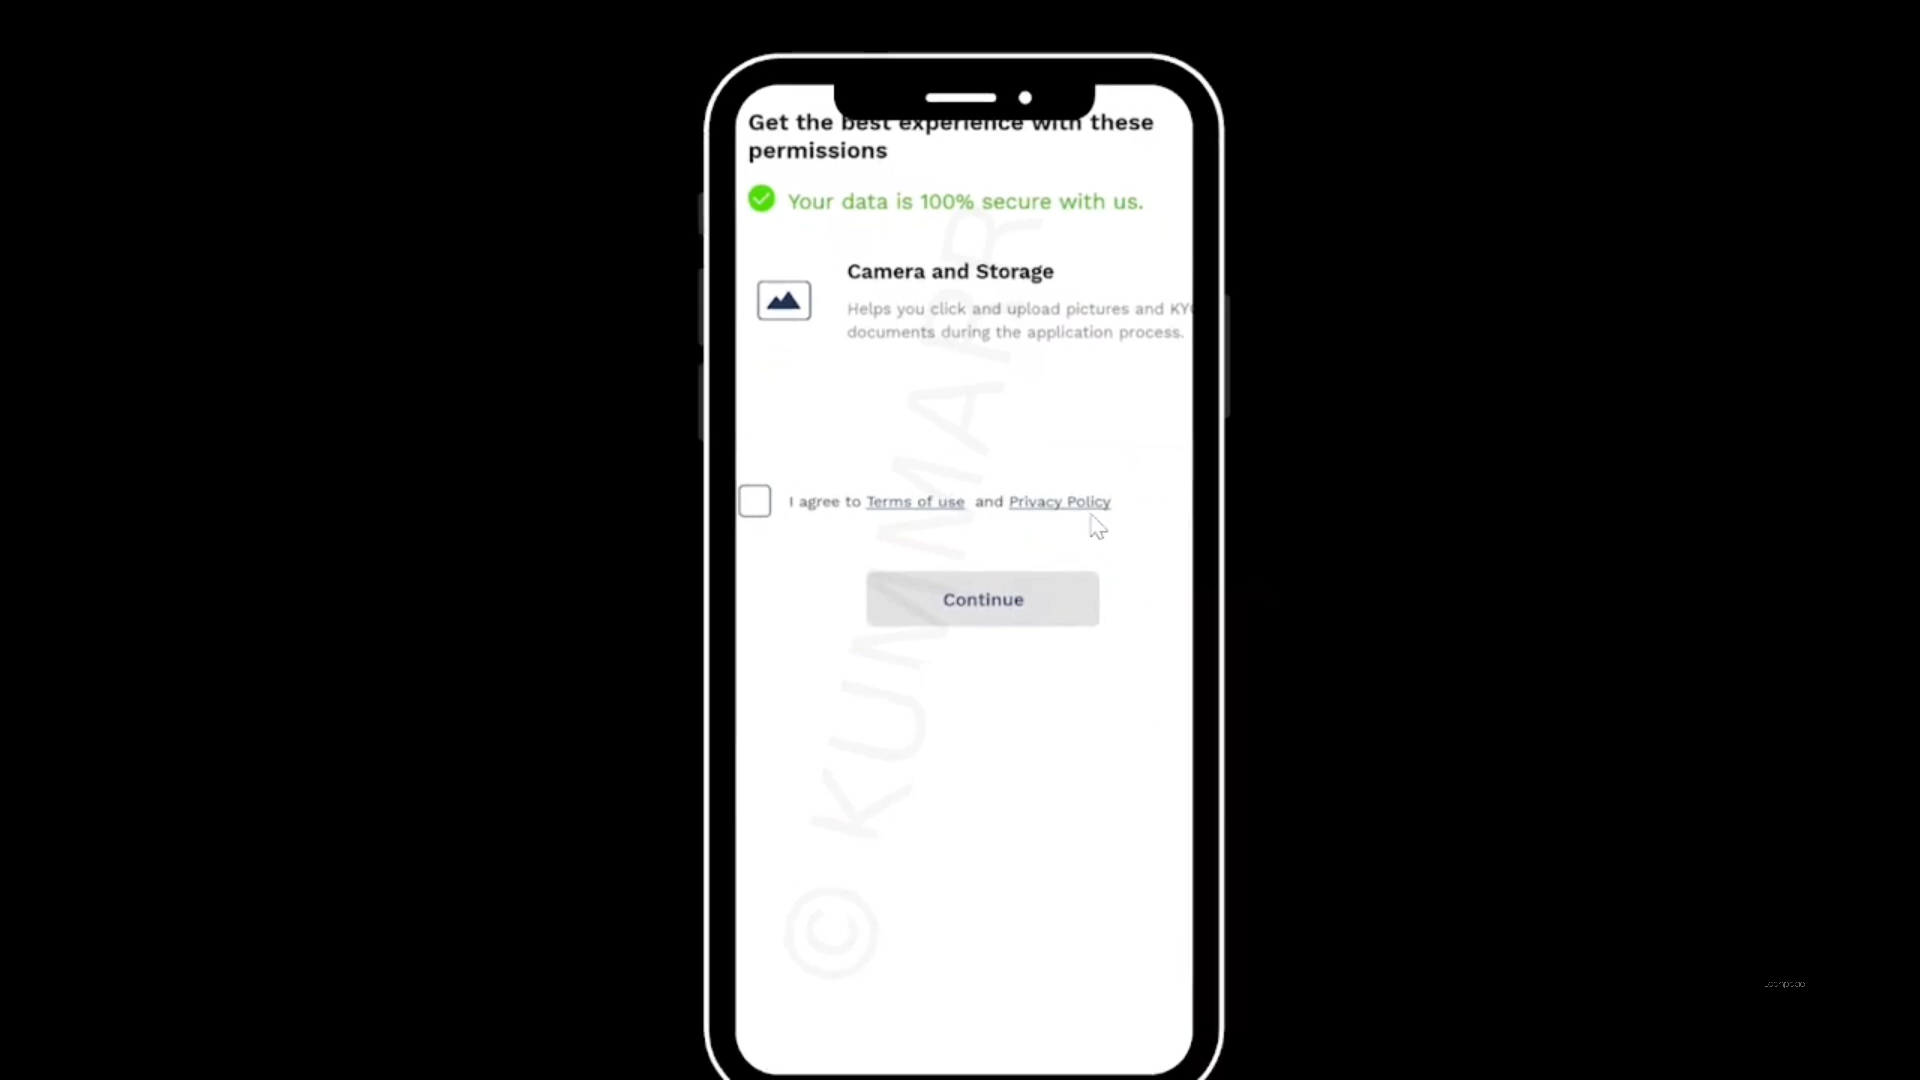 Get the best experience with these
permissions
Your data is 100% secure with us.
Camera and Storage
Helps you click and upload pictures and KY
documents during the application process.
I agree to Terms of use and Privacy Policy
Continue
© KUMMARR